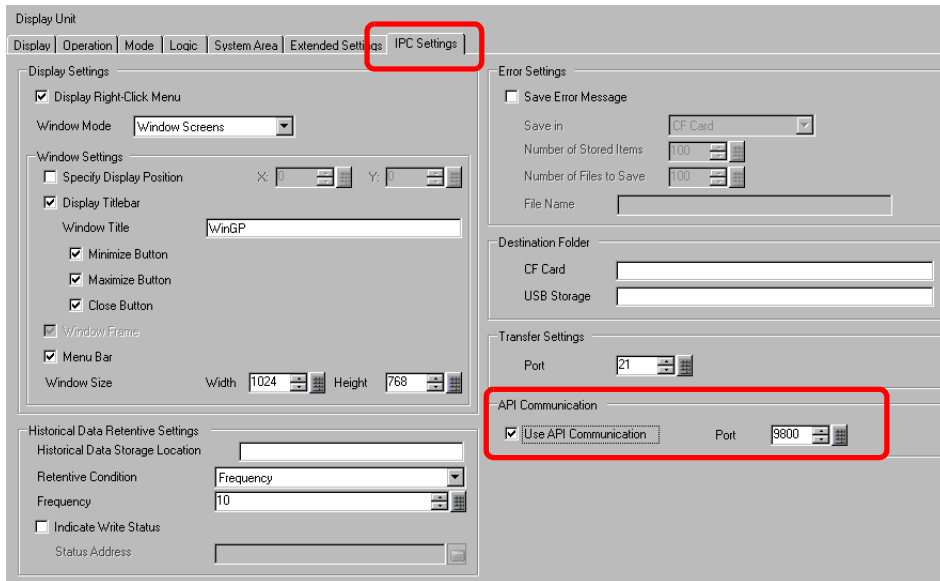 Display Unit
Display Operation Mode Logic System Area Extended Settings IPC Settings
Display Settings
Display Right-Click Menu
Window Mode Window Screens
Window Settings
Specify Display Position X: 0 Y: 0
Display Titlebar
Window Title WinGP
Minimize Button
Maximize Button
Close Button
Window Frame
Menu Bar
Window Size Width 1024 Height 768
Historical Data Retentive Settings
Historical Data Storage Location
Retentive Condition Frequency
Frequency 10
Indicate Write Status
Status Address
Error Settings
Save Error Message
Save in CF Card
Number of Stored Items 100
Number of Files to Save 100
File Name
Destination Folder
CF Card
USB Storage
Transfer Settings
Port 21
API Communication
Use API Communication Port 9800